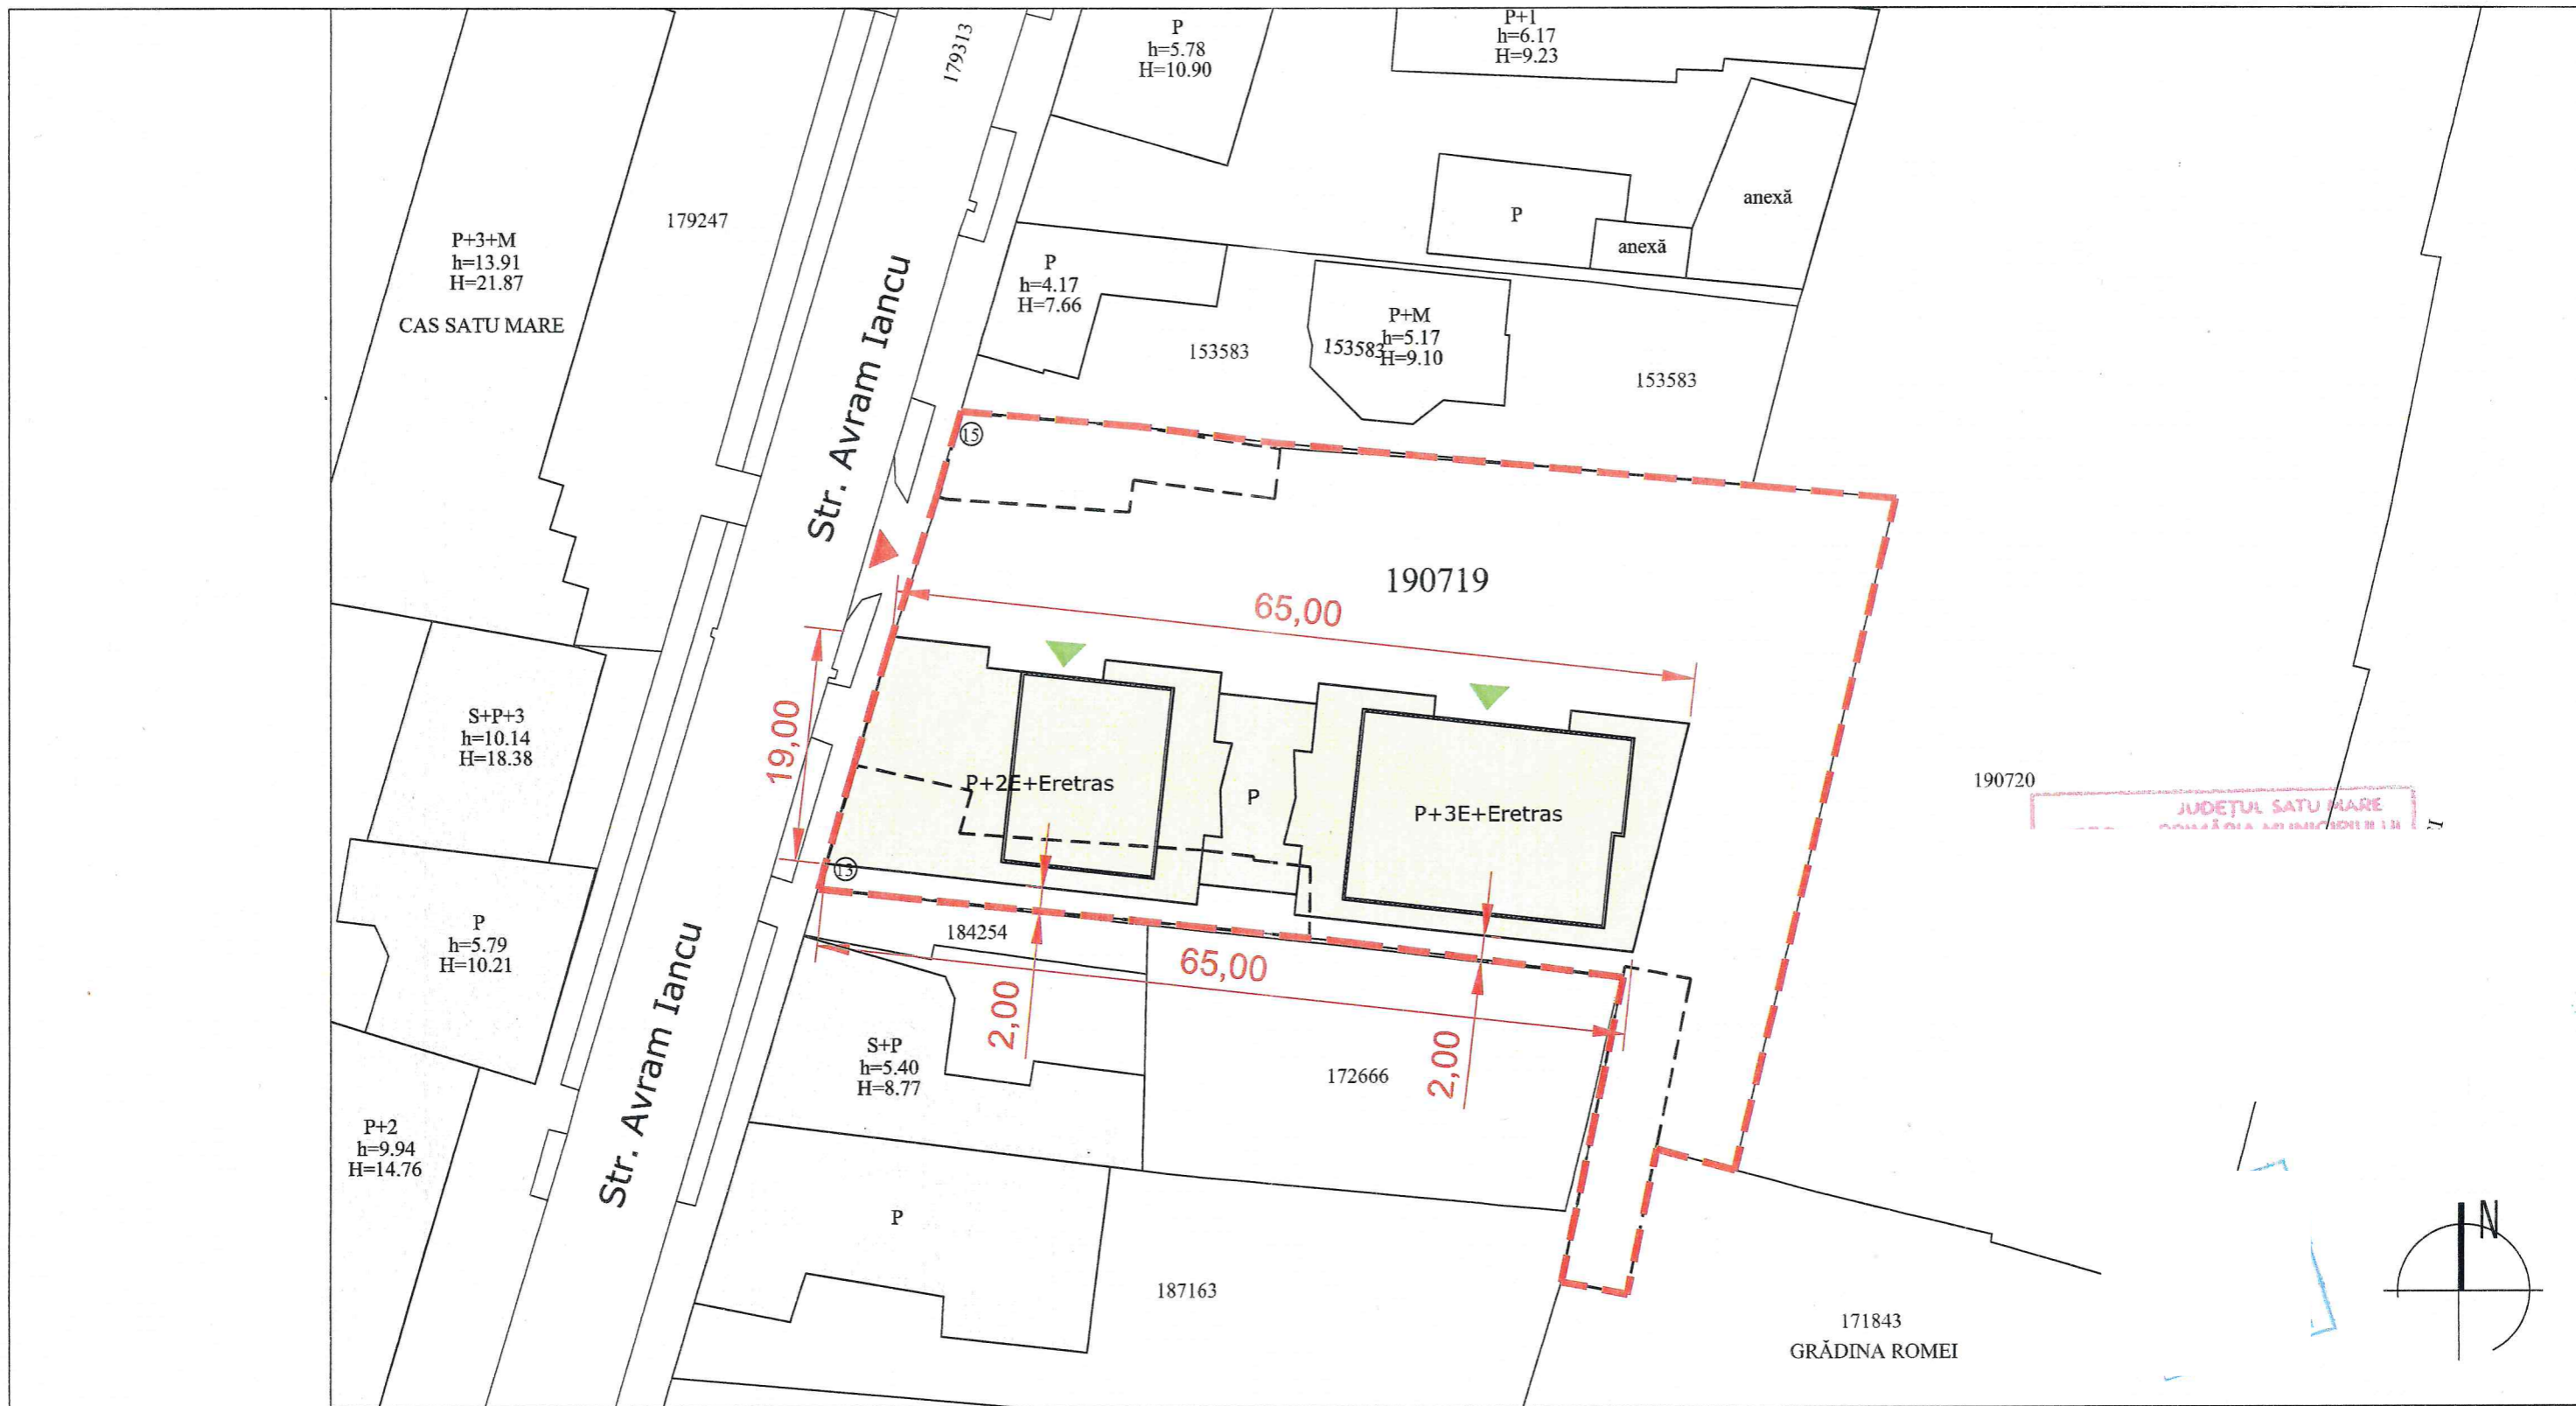 179313
P
h=5.78
H=10.90
P+1
h=6.17
H=9.23
P+3+M
h=13.91
H=21.87
CAS SATU MARE
179247
Str. Avram Iancu
P
anexă
anexă
P
h=4.17
H=7.66
153583
P+M
h=5.17
H=9.10
153583
153583
15
190719
65,00
19,00
S+P+3
h=10.14
H=18.38
P+2E+Eretras
P
P+3E+Eretras
190720
JUDEȚUL SATU MARE
PRIMĂRIA MUNICIPIULUI
13
P
h=5.79
H=10.21
184254
65,00
2,00
2,00
Str. Avram Iancu
S+P
h=5.40
H=8.77
172666
P+2
h=9.94
H=14.76
P
187163
171843
GRĂDINA ROMEI
N